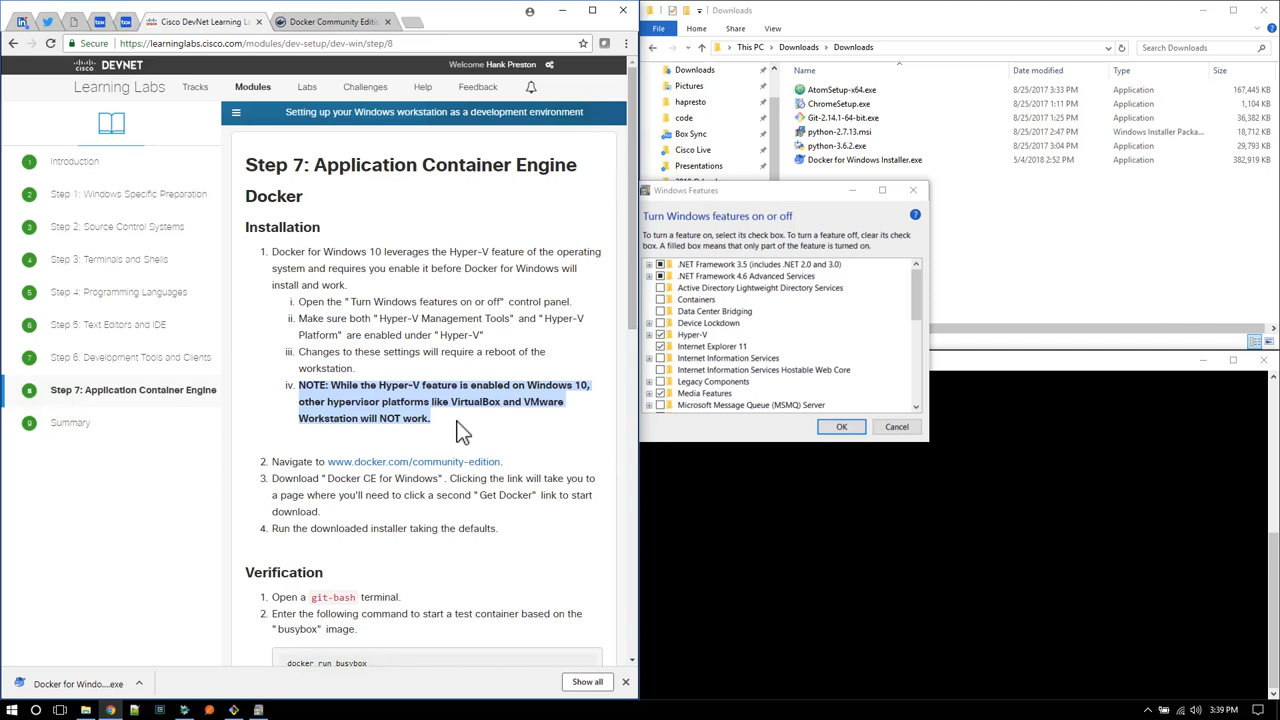 Cisco DevNet Learning La
Docker Community Editi
Secure
https://learninglabs.cisco.com/modules/dev-setup/dev-win/step/8
CISCO DEVNET
Welcome Hank Preston
Learning Labs
Tracks
Modules
Labs
Challenges
Help
Feedback
Setting up your Windows workstation as a development environment
1 Introduction
2 Step 1: Windows Specific Preparation
3 Step 2: Source Control Systems
4 Step 3: Terminals and Shells
5 Step 4: Programming Languages
6 Step 5: Text Editors and IDE
7 Step 6: Development Tools and Clients
8 Step 7: Application Container Engine
9 Summary
Step 7: Application Container Engine
Docker
Installation
1. Docker for Windows 10 leverages the Hyper-V feature of the operating
system and requires you enable it before Docker for Windows will
install and work.
i. Open the "Turn Windows features on or off" control panel.
ii. Make sure both "Hyper-V Management Tools" and "Hyper-V
Platform" are enabled under "Hyper-V"
iii. Changes to these settings will require a reboot of the
workstation.
iv. NOTE: While the Hyper-V feature is enabled on Windows 10,
other hypervisor platforms like VirtualBox and VMware
Workstation will NOT work.
2. Navigate to www.docker.com/community-edition.
3. Download "Docker CE for Windows". Clicking the link will take you to
a page where you'll need to click a second "Get Docker" link to start
download.
4. Run the downloaded installer taking the defaults.
Verification
1. Open a git-bash terminal.
2. Enter the following command to start a test container based on the
"busybox" image.
docker run busybox
Docker for Windo....exe
Show all
Downloads
File
Home
Share
View
This PC
Downloads
Downloads
Search Downloads
Downloads
Pictures
hapresto
code
Box Sync
Cisco Live
Presentations
Name
Date modified
Type
Size
AtomSetup-x64.exe 8/25/2017 3:33 PM Application 167,445 KB
ChromeSetup.exe 8/25/2017 1:11 PM Application 1,104 KB
Git-2.14.1-64-bit.exe 8/25/2017 1:25 PM Application 36,382 KB
python-2.7.13.msi 8/25/2017 2:47 PM Windows Installer Packa... 18,712 KB
python-3.6.2.exe 8/25/2017 3:00 PM Application 29,793 KB
Docker for Windows Installer.exe 5/4/2018 2:52 PM Application 382,919 KB
Windows Features
Turn Windows features on or off
To turn a feature on, select its check box. To turn a feature off, clear its check
box. A filled box means that only part of the feature is turned on.
.NET Framework 3.5 (includes .NET 2.0 and 3.0)
.NET Framework 4.6 Advanced Services
Active Directory Lightweight Directory Services
Containers
Data Center Bridging
Device Lockdown
Hyper-V
Internet Explorer 11
Internet Information Services
Internet Information Services Hostable Web Core
Legacy Components
Media Features
Microsoft Message Queue (MSMQ) Server
OK
Cancel
3:39 PM